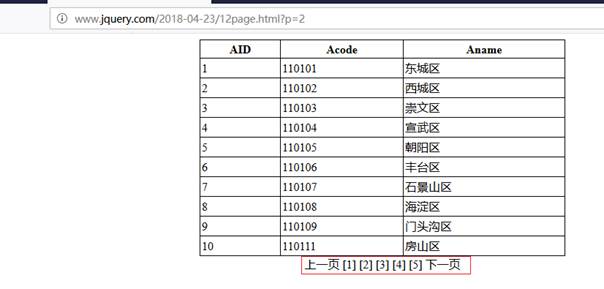 www.jquery.com/2018-04-23/12page.html?p=2
AID Acode Aname
1 110101 东城区
2 110102 西城区
3 110103 崇文区
4 110104 宣武区
5 110105 朝阳区
6 110106 丰台区
7 110107 石景山区
8 110108 海淀区
9 110109 门头沟区
10 110111 房山区
上一页 [1] [2] [3] [4] [5] 下一页